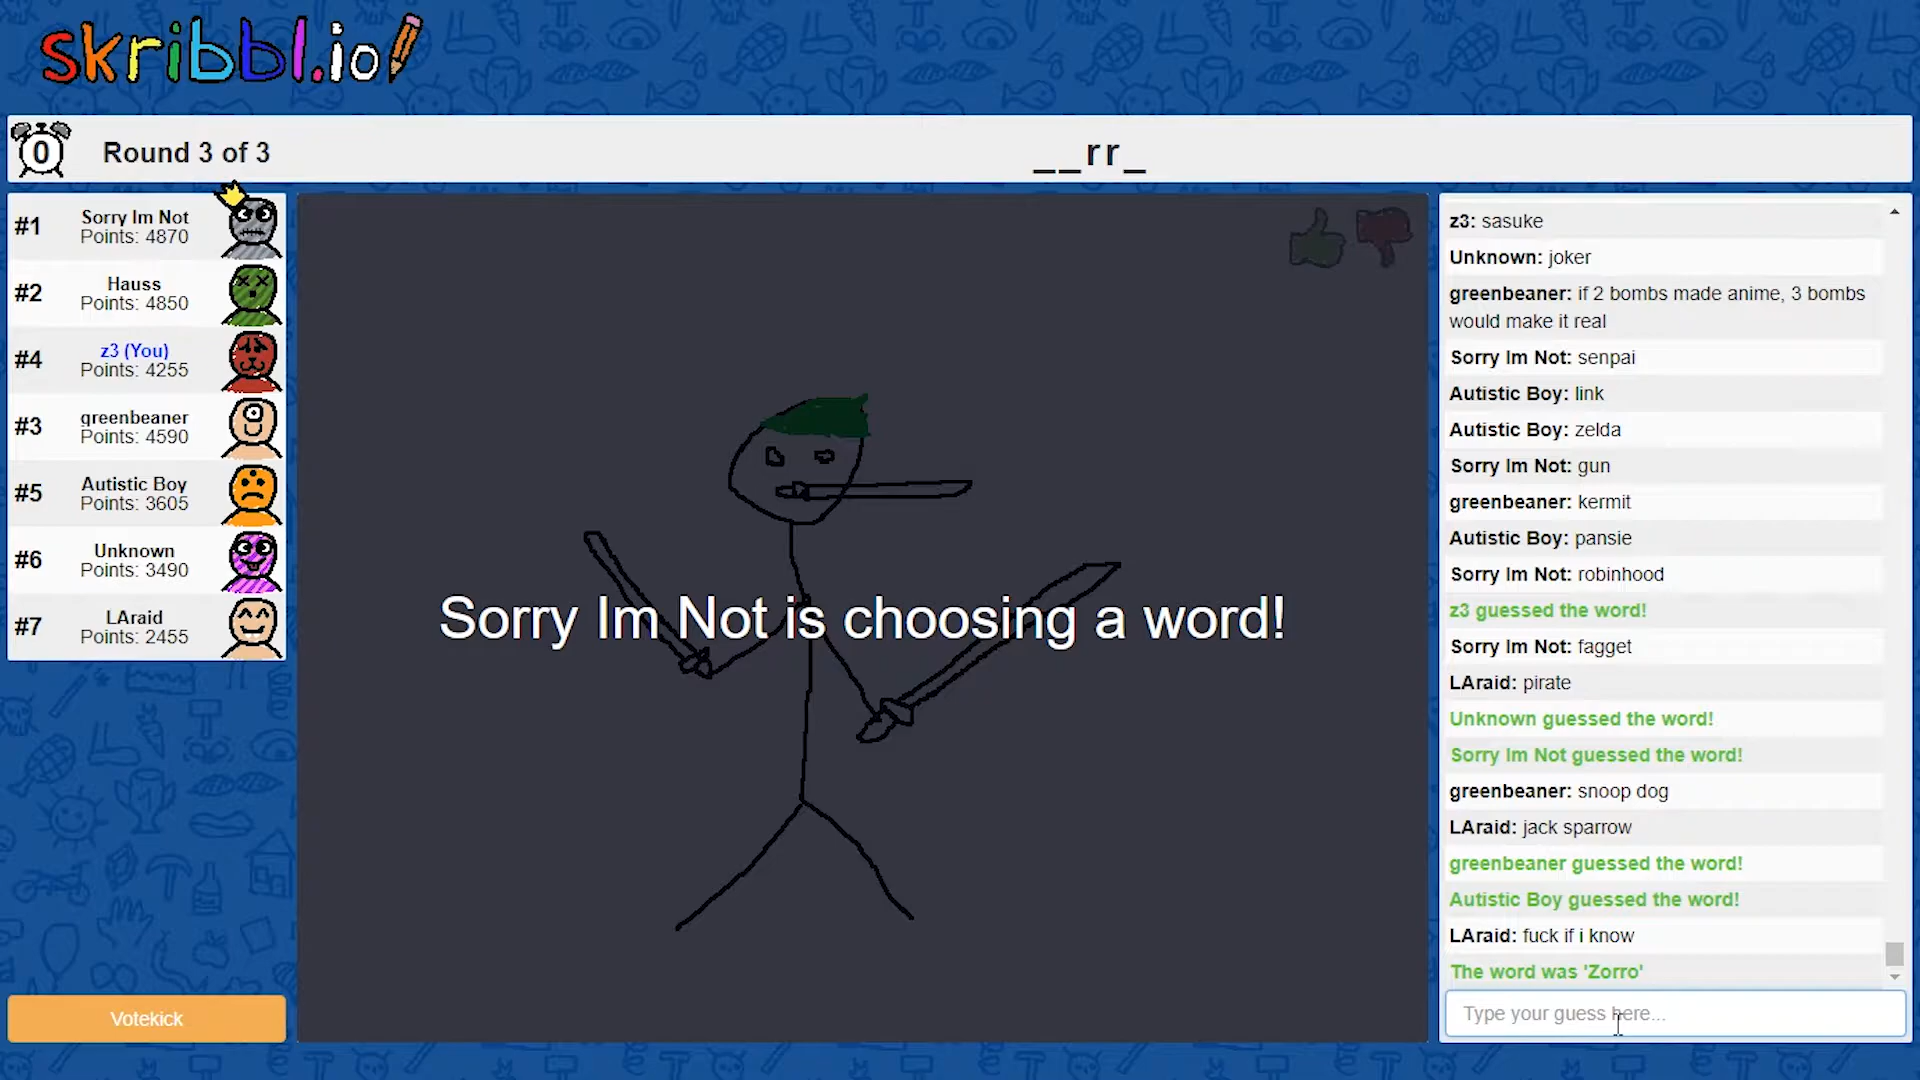 skribbl.io
0 Round 3 of 3
__rr_
#1 Sorry Im Not
Points: 4870
#2 Hauss
Points: 4850
#4 z3 (You)
Points: 4255
#3 greenbeaner
Points: 4590
#5 Autistic Boy
Points: 3605
#6 Unknown
Points: 3490
#7 LAraid
Points: 2455
Votekick
Sorry Im Not is choosing a word!
z3: sasuke
Unknown: joker
greenbeaner: if 2 bombs made anime, 3 bombs
would make it real
Sorry Im Not: senpai
Autistic Boy: link
Autistic Boy: zelda
Sorry Im Not: gun
greenbeaner: kermit
Autistic Boy: pansie
Sorry Im Not: robinhood
z3 guessed the word!
Sorry Im Not: fagget
LAraid: pirate
Unknown guessed the word!
Sorry Im Not guessed the word!
greenbeaner: snoop dog
LAraid: jack sparrow
greenbeaner guessed the word!
Autistic Boy guessed the word!
LAraid: fuck if i know
The word was 'Zorro'
Type your guess here...